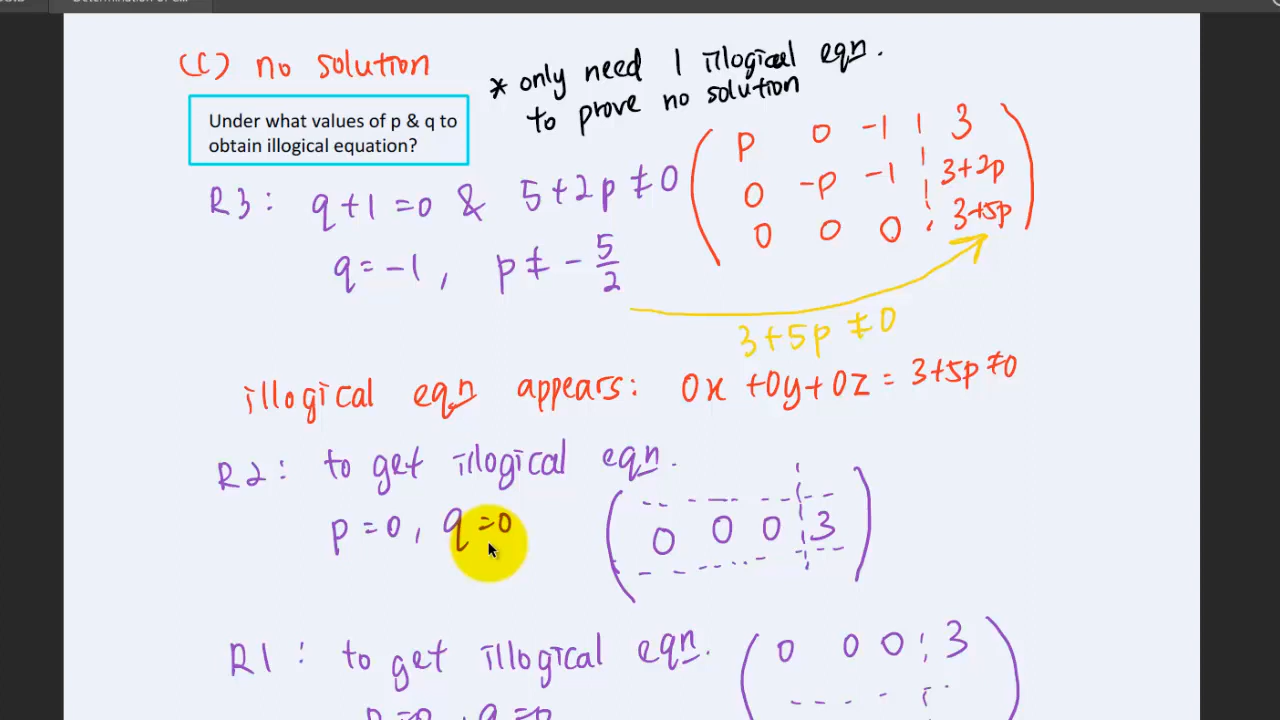 (c) no solution
* only need 1 illogical eqn.
to prove no solution
Under what values of p & q to
obtain illogical equation?
R3: q+1=0 & 5+2p ≠ 0
q = -1, p ≠ - 5/2
p 0 -1 3
0 -p -1 3+2p
0 0 0 3+5p
3+5p ≠ 0
illogical eqn appears: 0x +0y+0z = 3+5p ≠0
R2: to get illogical eqn.
p=0, q=0
0 0 0 3
R1: to get illogical eqn.
0 0 0 3
p=0, q=0